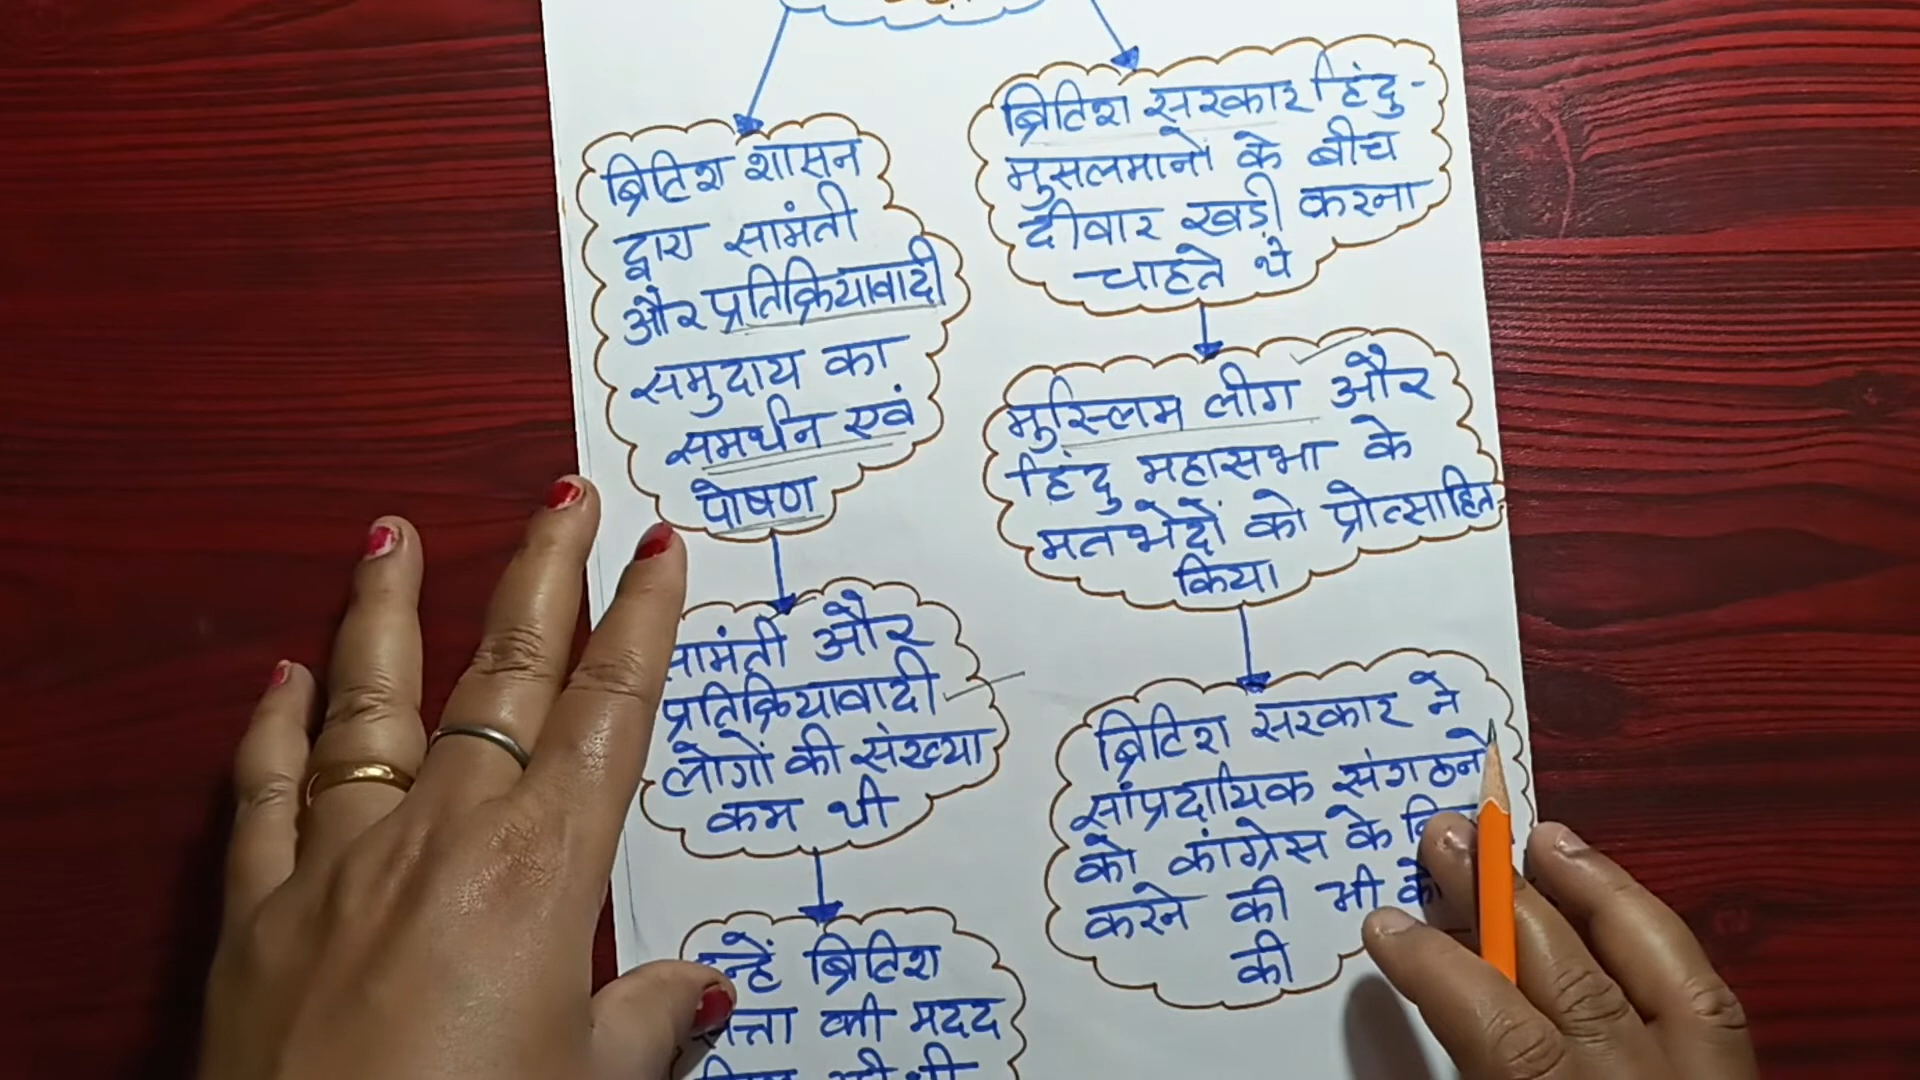 ब्रिटिश शासन
द्वारा सामंती
और प्रतिक्रियावादी
समुदाय का
समर्थन एवं
पोषण
प्रतिक्रियावादी
लोगों की संख्या
कम थी
ब्रिटिश
की मदद
ब्रिटिश सरकार हिंदु-
मुसलमानों के बीच
दीवार खड़ी करना
चाहते थे
मुस्लिम लीग और
हिंदु महासभा के
मतभेदों को प्रोत्साहित
किया
ब्रिटिश सरकार ने
सांप्रदायिक संगठनों
को कांग्रेस के
करने की भी
की